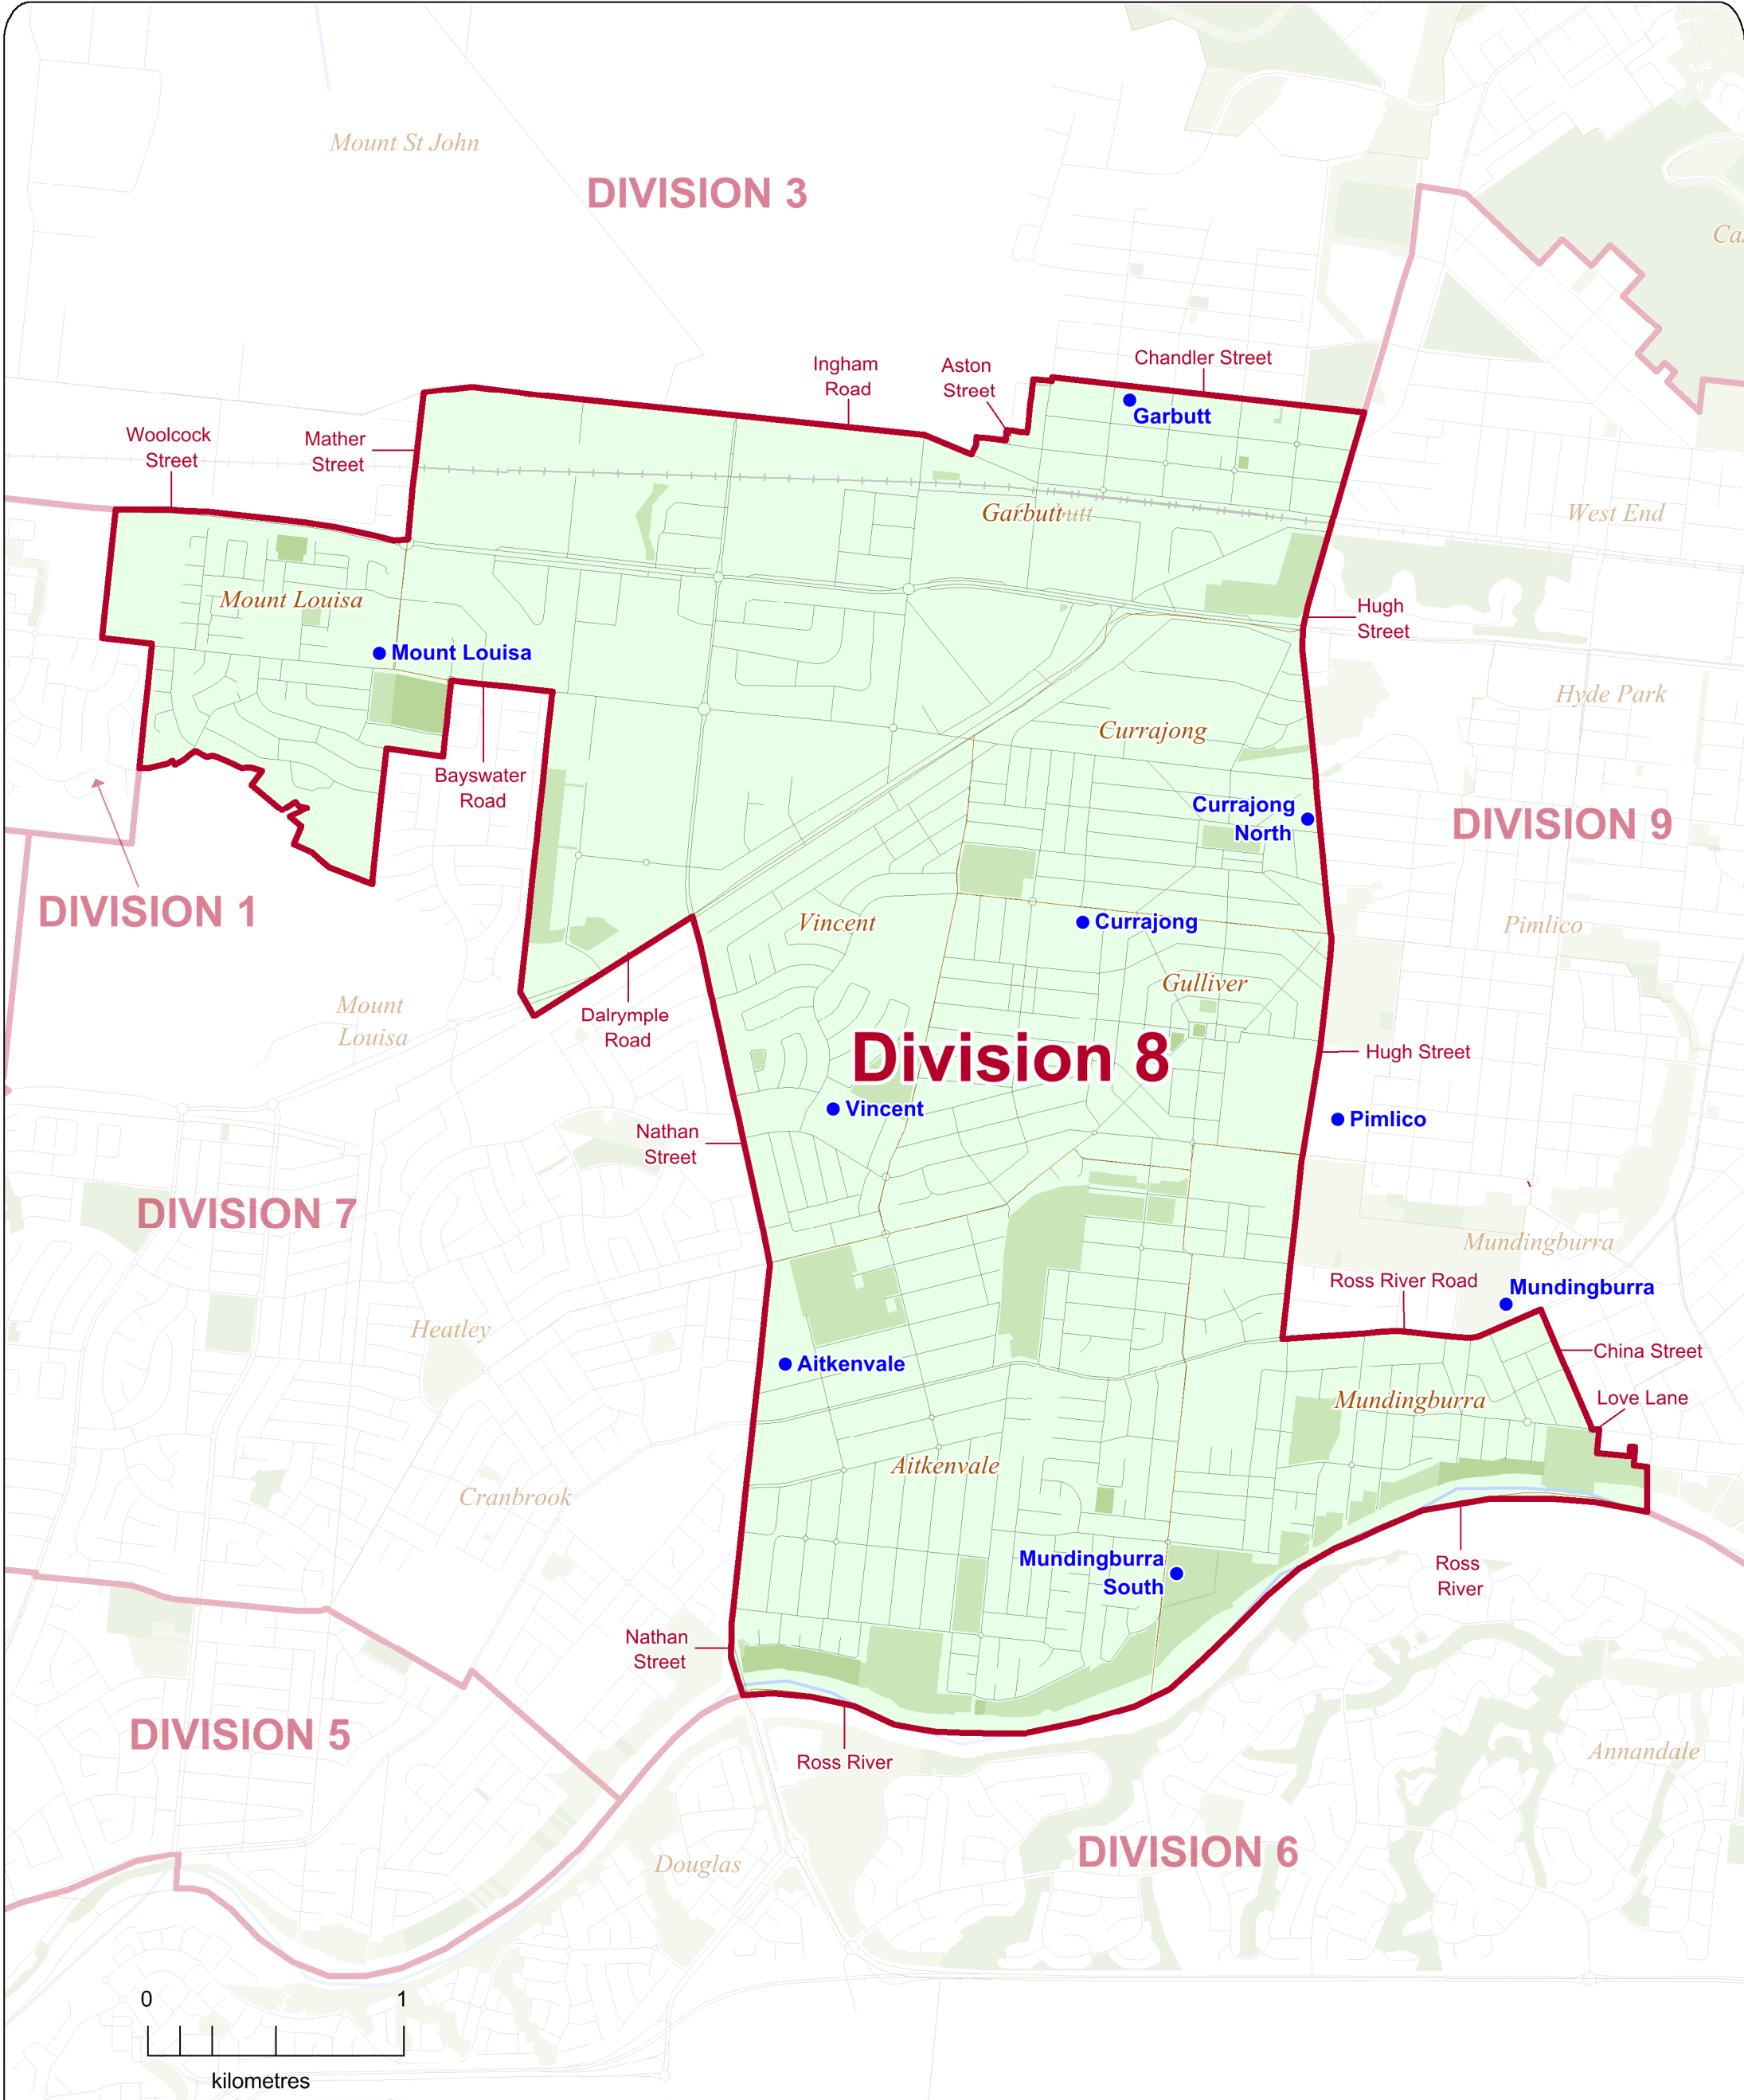 Mount St John
DIVISION 3
Ca
Ingham
Road
Aston
Street
Chandler Street
Garbutt
Woolcock
Street
Mather
Street
Garbutt
West End
Mount Louisa
Hugh
Street
Mount Louisa
Hyde Park
Currajong
Bayswater
Road
Currajong
North
DIVISION 9
DIVISION 1
Vincent
Currajong
Pimlico
Gulliver
Mount
Louisa
Dalrymple
Road
Division 8
Hugh Street
Vincent
Pimlico
Nathan
Street
DIVISION 7
Mundingburra
Ross River Road
Mundingburra
Heatley
Aitkenvale
China Street
Mundingburra
Love Lane
Aitkenvale
Cranbrook
Mundingburra
South
Ross
River
Nathan
Street
DIVISION 5
Ross River
Annandale
DIVISION 6
Douglas
0 1
kilometres